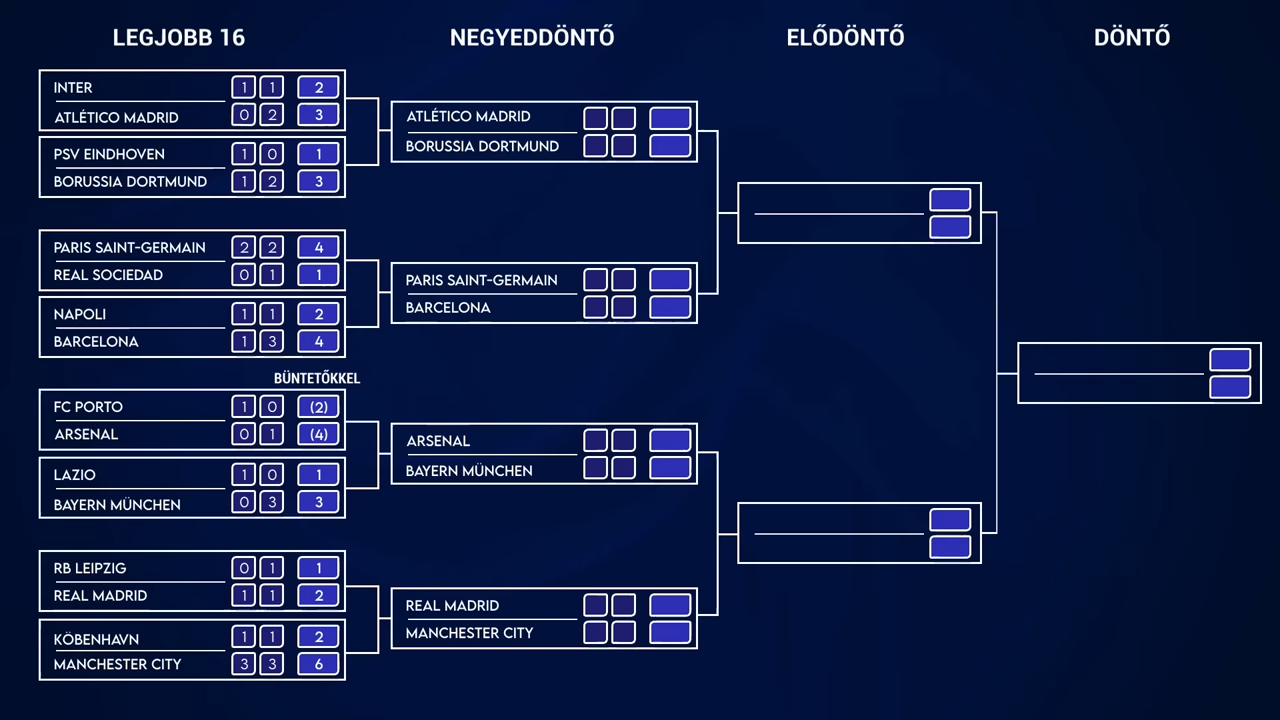 LEGJOBB 16
NEGYEDDÖNTŐ
ELŐDÖNTŐ
DÖNTŐ
INTER 1 1 2
ATLÉTICO MADRID 0 2 3
PSV EINDHOVEN 1 0 1
BORUSSIA DORTMUND 1 2 3
PARIS SAINT-GERMAIN 2 2 4
REAL SOCIEDAD 0 1 1
NAPOLI 1 1 2
BARCELONA 1 3 4
BÜNTETŐKKEL
FC PORTO 1 0 (2)
ARSENAL 0 1 (4)
LAZIO 1 0 1
BAYERN MÜNCHEN 0 3 3
RB LEIPZIG 0 1 1
REAL MADRID 1 1 2
KÖBENHAVN 1 1 2
MANCHESTER CITY 3 3 6
ATLÉTICO MADRID
BORUSSIA DORTMUND
PARIS SAINT-GERMAIN
BARCELONA
ARSENAL
BAYERN MÜNCHEN
REAL MADRID
MANCHESTER CITY